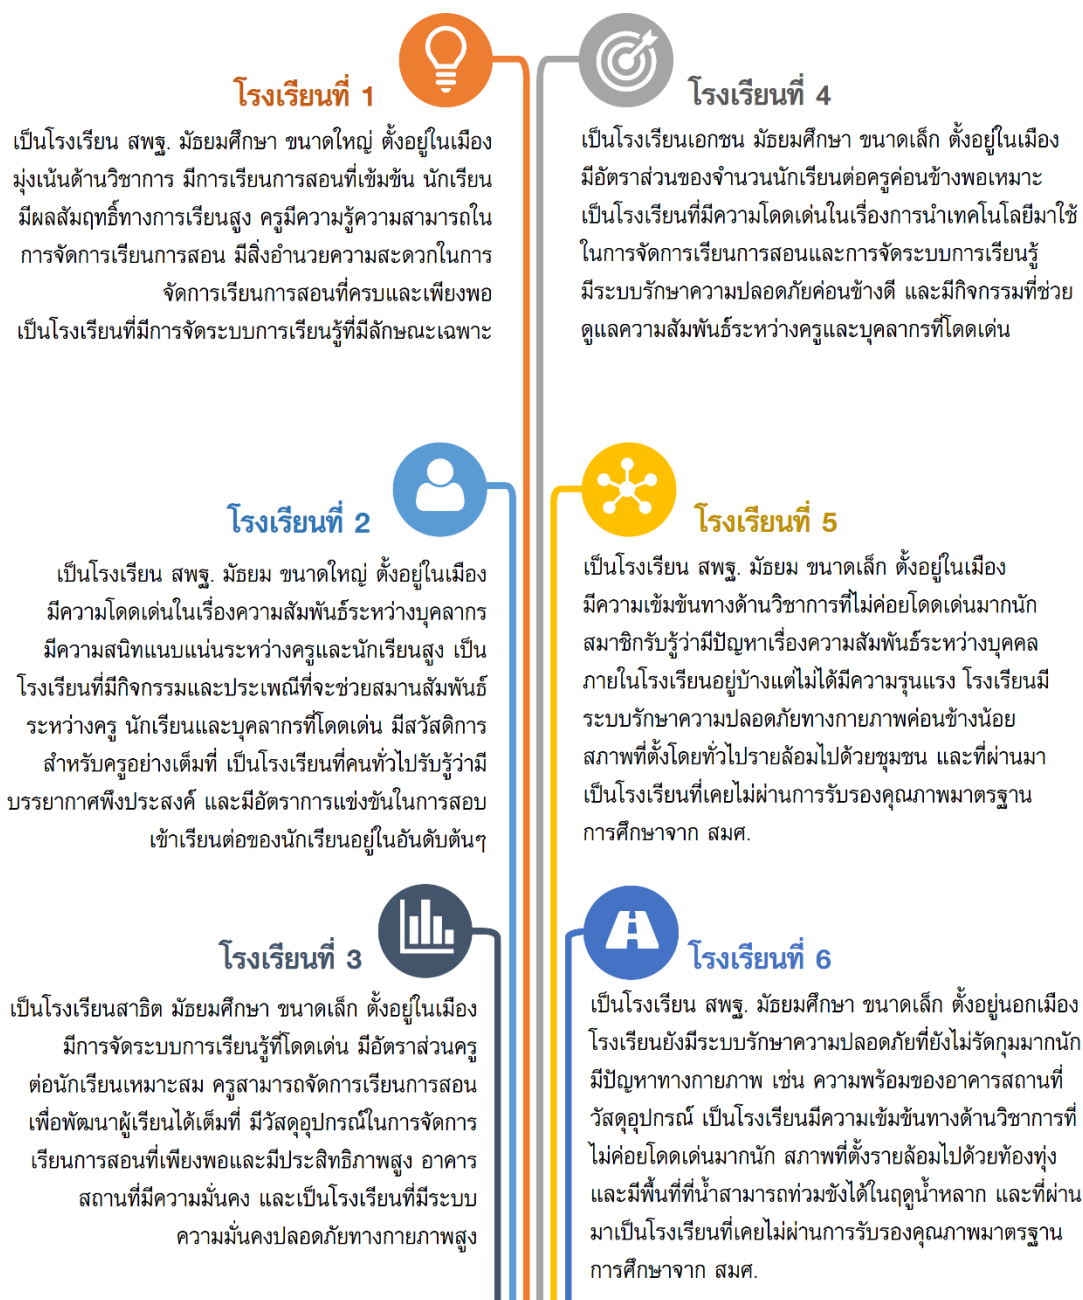 โรงเรียนที่ 1
เป็นโรงเรียน สพฐ. มัธยมศึกษา ขนาดใหญ่ ตั้งอยู่ในเมือง
มุ่งเน้นด้านวิชาการ มีการเรียนการสอนที่เข้มข้น นักเรียน
มีผลสัมฤทธิ์ทางการเรียนสูง ครูมีความรู้ความสามารถใน
การจัดการเรียนการสอน มีสิ่งอำนวยความสะดวกในการ
จัดการเรียนการสอนที่ครบและเพียงพอ
เป็นโรงเรียนที่มีการจัดระบบการเรียนรู้ที่มีลักษณะเฉพาะ
โรงเรียนที่ 2
เป็นโรงเรียน สพฐ. มัธยม ขนาดใหญ่ ตั้งอยู่ในเมือง
มีความโดดเด่นในเรื่องความสัมพันธ์ระหว่างบุคลากร
มีความสนิทแนบแน่นระหว่างครูและนักเรียนสูง เป็น
โรงเรียนที่มีกิจกรรมและประเพณีที่จะช่วยสมานสัมพันธ์
ระหว่างครู นักเรียนและบุคลากรที่โดดเด่น มีสวัสดิการ
สำหรับครูอย่างเต็มที่ เป็นโรงเรียนที่คนทั่วไปรับรู้ว่ามี
บรรยากาศพึงประสงค์ และมีอัตราการแข่งขันในการสอบ
เข้าเรียนต่อของนักเรียนอยู่ในอันดับต้นๆ
โรงเรียนที่ 3
เป็นโรงเรียนสาธิต มัธยมศึกษา ขนาดเล็ก ตั้งอยู่ในเมือง
มีการจัดระบบการเรียนรู้ที่โดดเด่น มีอัตราส่วนครู
ต่อนักเรียนเหมาะสม ครูสามารถจัดการเรียนการสอน
เพื่อพัฒนาผู้เรียนได้เต็มที่ มีวัสดุอุปกรณ์ในการจัดการ
เรียนการสอนที่เพียงพอและมีประสิทธิภาพสูง อาคาร
สถานที่มีความมั่นคง และเป็นโรงเรียนที่มีระบบ
ความมั่นคงปลอดภัยทางกายภาพสูง
โรงเรียนที่ 4
เป็นโรงเรียนเอกชน มัธยมศึกษา ขนาดเล็ก ตั้งอยู่ในเมือง
มีอัตราส่วนของจำนวนนักเรียนต่อครูค่อนข้างพอเหมาะ
เป็นโรงเรียนที่มีความโดดเด่นในเรื่องการนำเทคโนโลยีมาใช้
ในการจัดการเรียนการสอนและการจัดระบบการเรียนรู้
มีระบบรักษาความปลอดภัยค่อนข้างดี และมีกิจกรรมที่ช่วย
ดูแลความสัมพันธ์ระหว่างครูและบุคลากรที่โดดเด่น
โรงเรียนที่ 5
เป็นโรงเรียน สพฐ. มัธยม ขนาดเล็ก ตั้งอยู่ในเมือง
มีความเข้มข้นทางด้านวิชาการที่ไม่ค่อยโดดเด่นมากนัก
สมาชิกรับรู้ว่ามีปัญหาเรื่องความสัมพันธ์ระหว่างบุคคล
ภายในโรงเรียนอยู่บ้างแต่ไม่ได้มีความรุนแรง โรงเรียนมี
ระบบรักษาความปลอดภัยทางกายภาพค่อนข้างน้อย
สภาพที่ตั้งโดยทั่วไปรายล้อมไปด้วยชุมชน และที่ผ่านมา
เป็นโรงเรียนที่เคยไม่ผ่านการรับรองคุณภาพมาตรฐาน
การศึกษาจาก สมศ.
โรงเรียนที่ 6
เป็นโรงเรียน สพฐ. มัธยมศึกษา ขนาดเล็ก ตั้งอยู่นอกเมือง
โรงเรียนยังมีระบบรักษาความปลอดภัยที่ยังไม่รัดกุมมากนัก
มีปัญหาทางกายภาพ เช่น ความพร้อมของอาคารสถานที่
วัสดุอุปกรณ์ เป็นโรงเรียนมีความเข้มข้นทางด้านวิชาการที่
ไม่ค่อยโดดเด่นมากนัก สภาพที่ตั้งรายล้อมไปด้วยท้องทุ่ง
และมีพื้นที่ที่น้ำสามารถท่วมขังได้ในฤดูน้ำหลาก และที่ผ่าน
มาเป็นโรงเรียนที่เคยไม่ผ่านการรับรองคุณภาพมาตรฐาน
การศึกษาจาก สมศ.